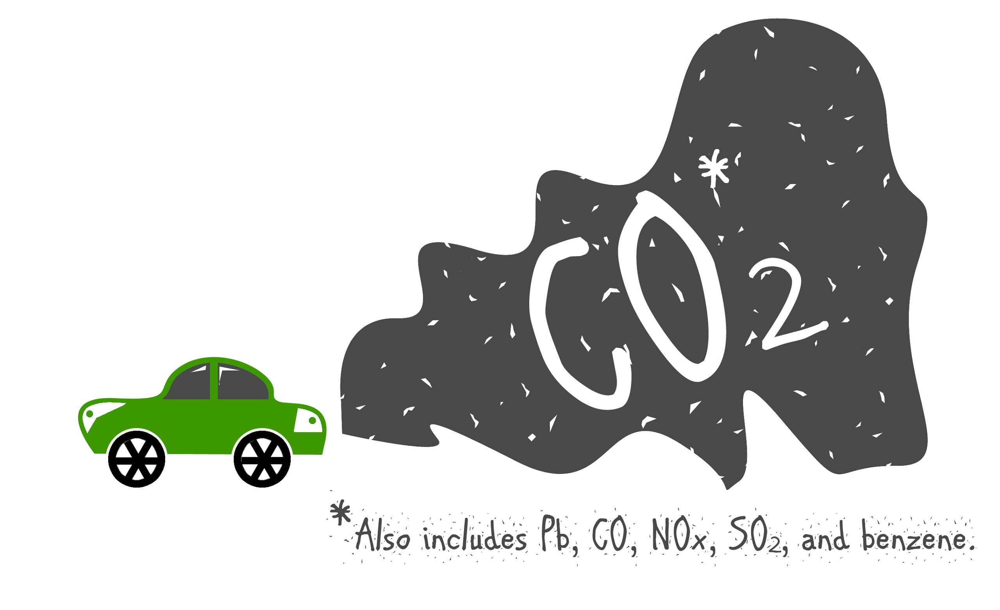 CO2*
*Also includes Pb, CO, NOx, SO2, and benzene.